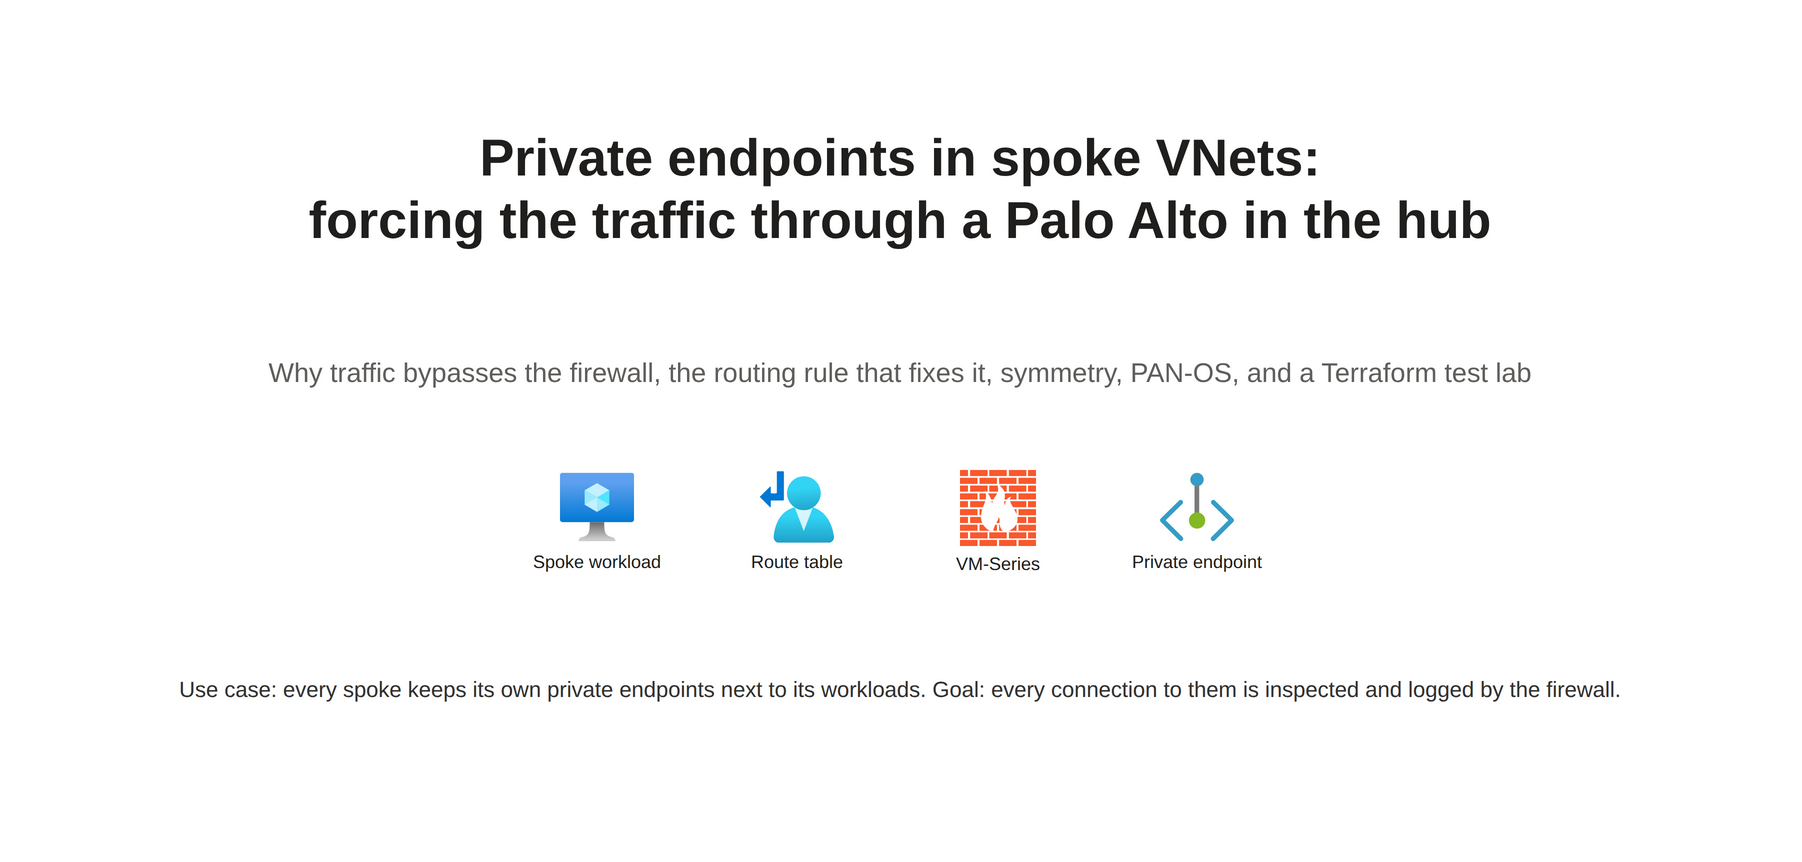 Private endpoints in spoke VNets:
forcing the traffic through a Palo Alto in the hub
Why traffic bypasses the firewall, the routing rule that fixes it, symmetry, PAN-OS, and a Terraform test lab
Spoke workload
Route table
VM-Series
Private endpoint
Use case: every spoke keeps its own private endpoints next to its workloads. Goal: every connection to them is inspected and logged by the firewall.